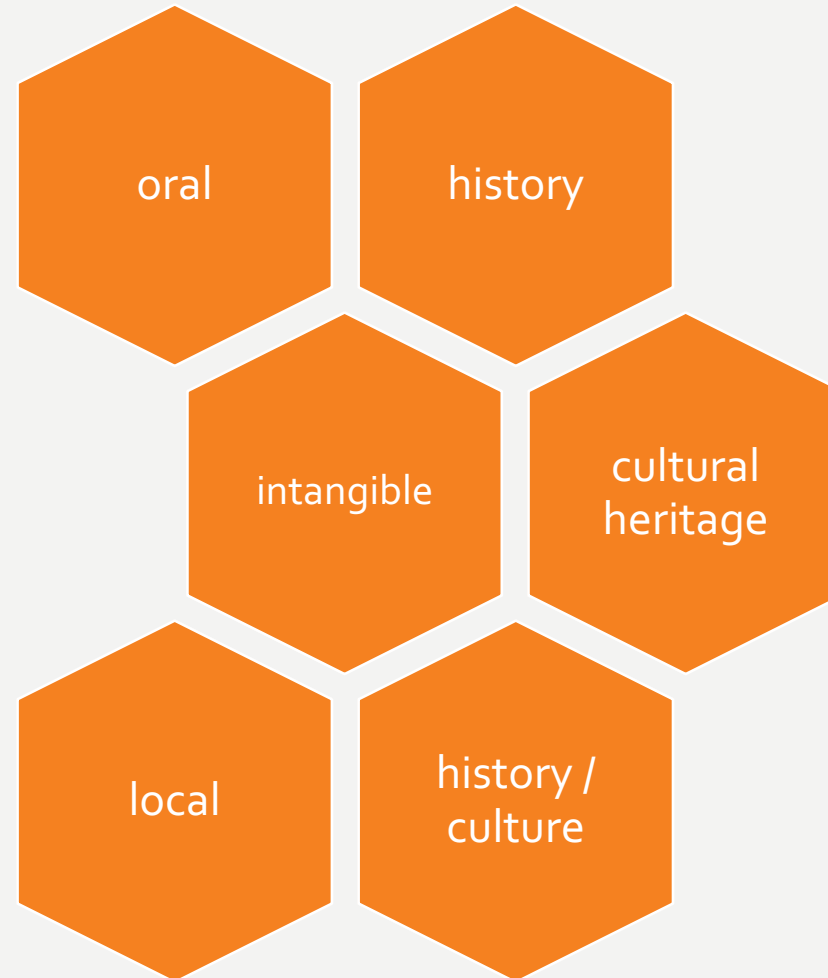 oral
history
intangible
cultural
heritage
local
history /
culture